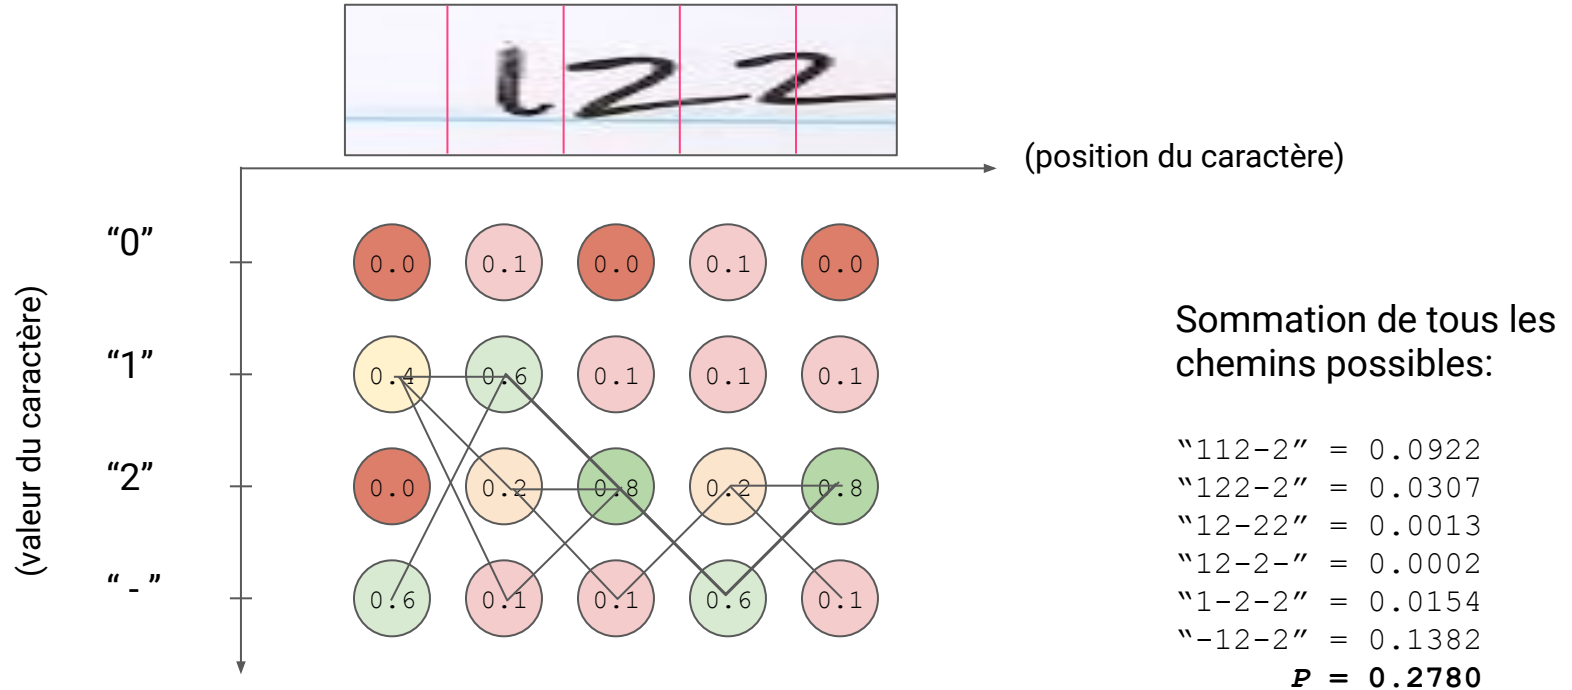 122
(position du caractère)
(valeur du caractère)
“0”
0.0 0.1 0.0 0.1 0.0
“1”
0.4 0.6 0.1 0.1 0.1
“2”
0.0 0.2 0.8 0.2 0.8
“-”
0.6 0.1 0.1 0.6 0.1
Sommation de tous les
chemins possibles:
“112-2” = 0.0922
“122-2” = 0.0307
“12-22” = 0.0013
“12-2-” = 0.0002
“1-2-2” = 0.0154
“-12-2” = 0.1382
P = 0.2780